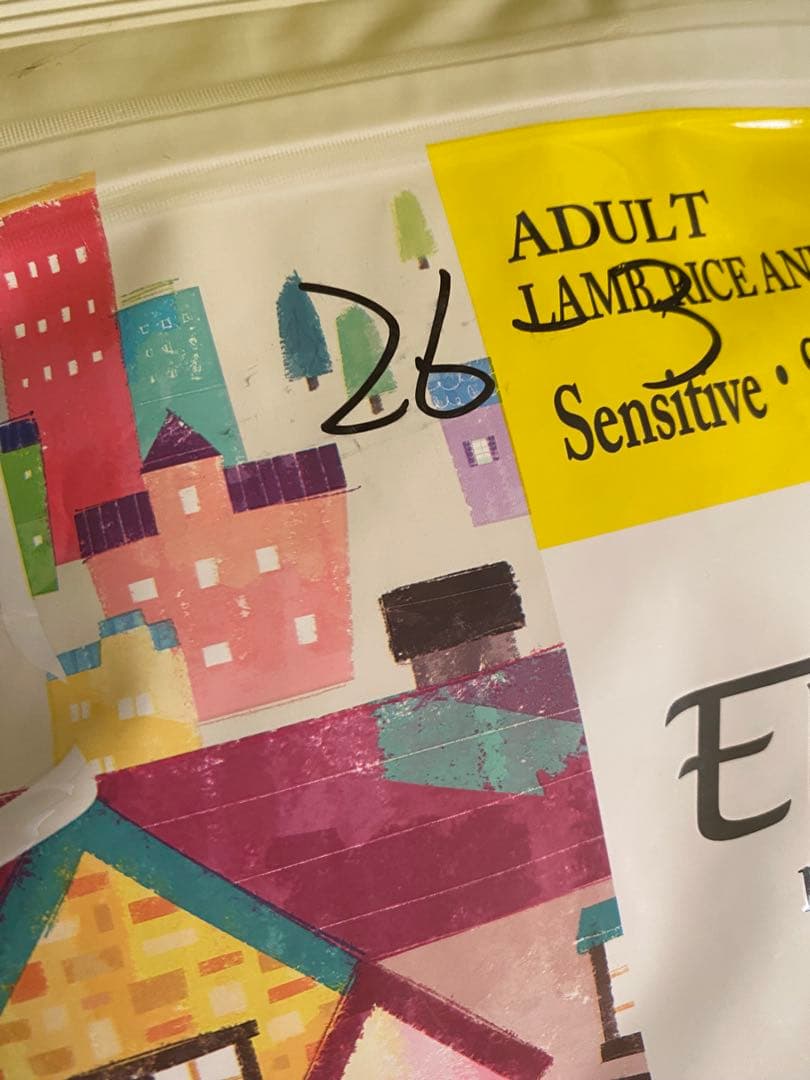 ADULT
LAMB, RICE AN
Sensitive •
26 - 3
E